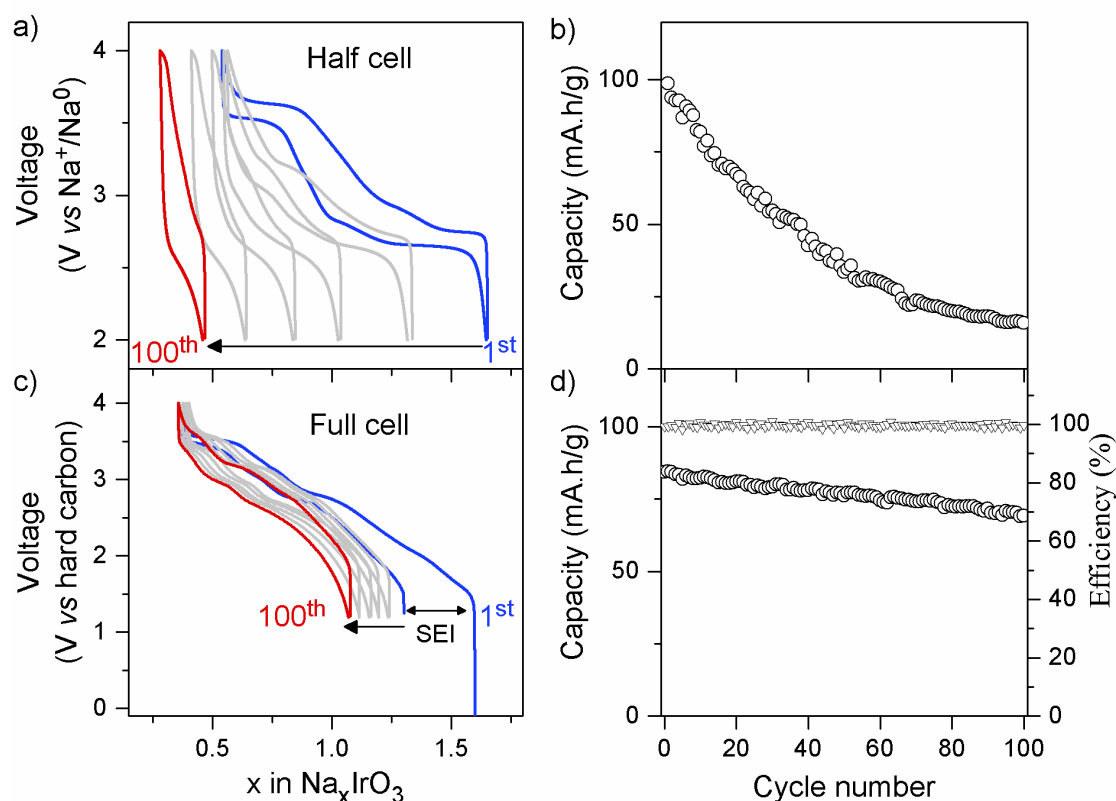 a)
Half cell
4
3
2
Voltage
(V vs Na⁺/Na⁰)
100th
1st
b)
100
50
25
0
Capacity (mA.h/g)
c)
Full cell
4
3
2
1
0
Voltage
(V vs hard carbon)
100th
SEI
1st
0.5
1.0
1.5
x in NaₓIrO₃
d)
100
50
0
Capacity (mA.h/g)
100
80
60
40
20
0
Efficiency (%)
0
20
40
60
80
100
Cycle number